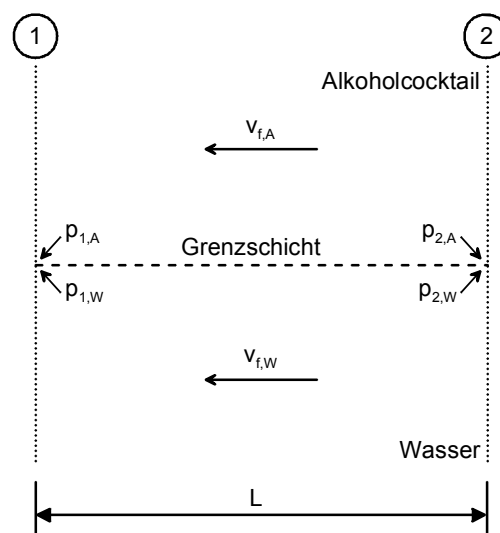 1
2
Alkoholcocktail
v_f,A
p_1,A
p_2,A
Grenzschicht
p_1,W
p_2,W
v_f,W
Wasser
L